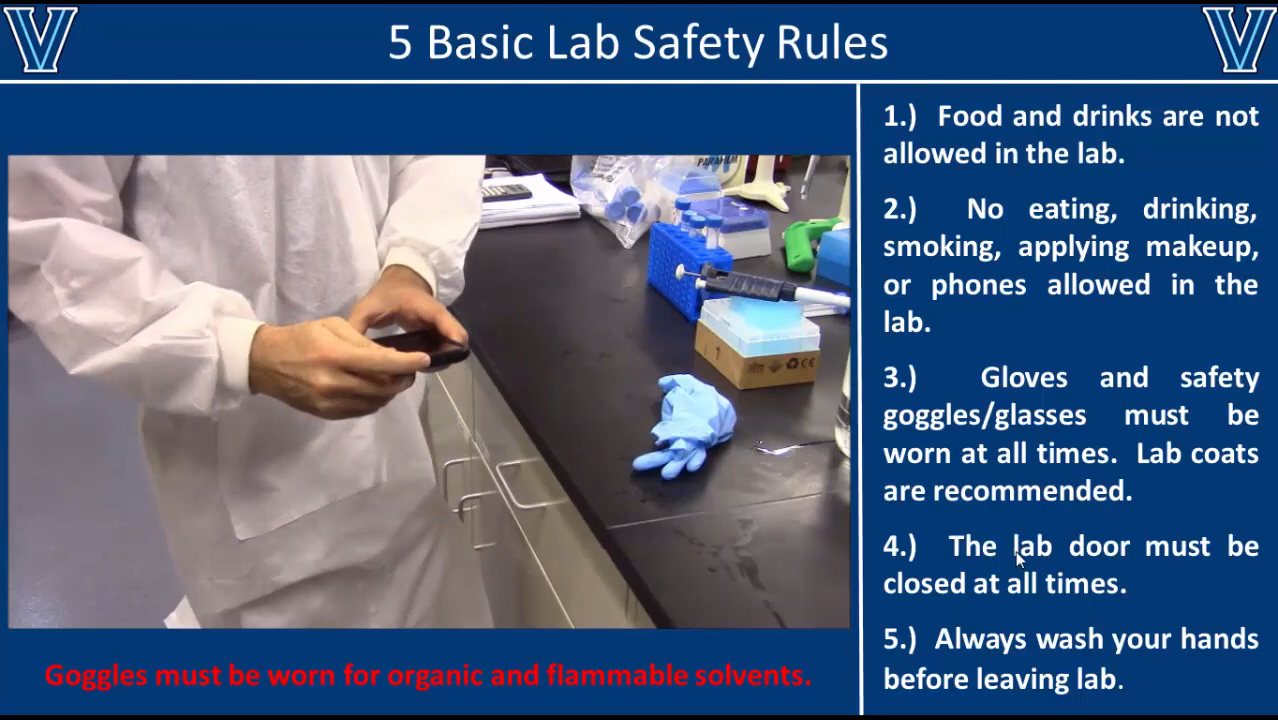 V
V
5 Basic Lab Safety Rules
PARAFILM
1.) Food and drinks are not
allowed in the lab.
2.) No eating, drinking,
smoking, applying makeup,
or phones allowed in the
lab.
3.) Gloves and safety
goggles/glasses must be
worn at all times. Lab coats
are recommended.
4.) The lab door must be
closed at all times.
5.) Always wash your hands
before leaving lab.
Goggles must be worn for organic and flammable solvents.